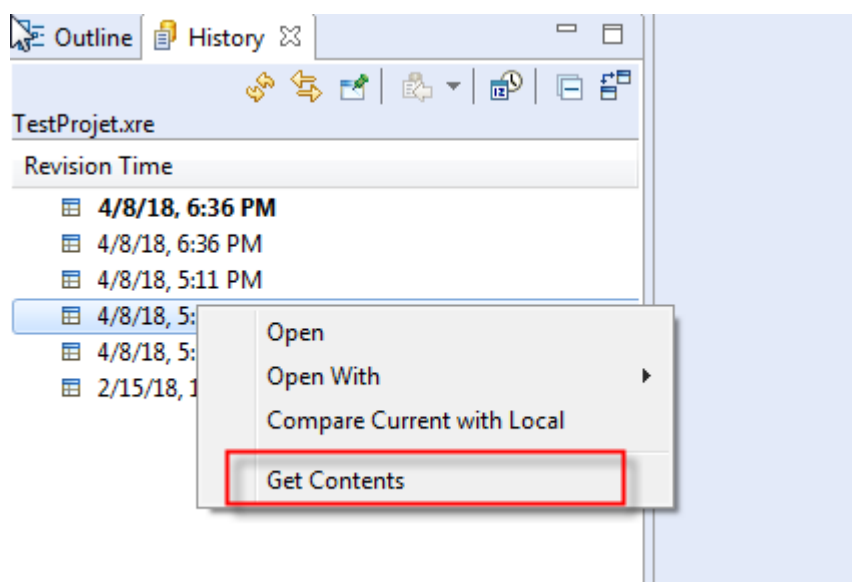 Outline History
TestProjet.xre
Revision Time
4/8/18, 6:36 PM
4/8/18, 6:36 PM
4/8/18, 5:11 PM
4/8/18, 5:
4/8/18, 5:
2/15/18, 1
Open
Open With
Compare Current with Local
Get Contents